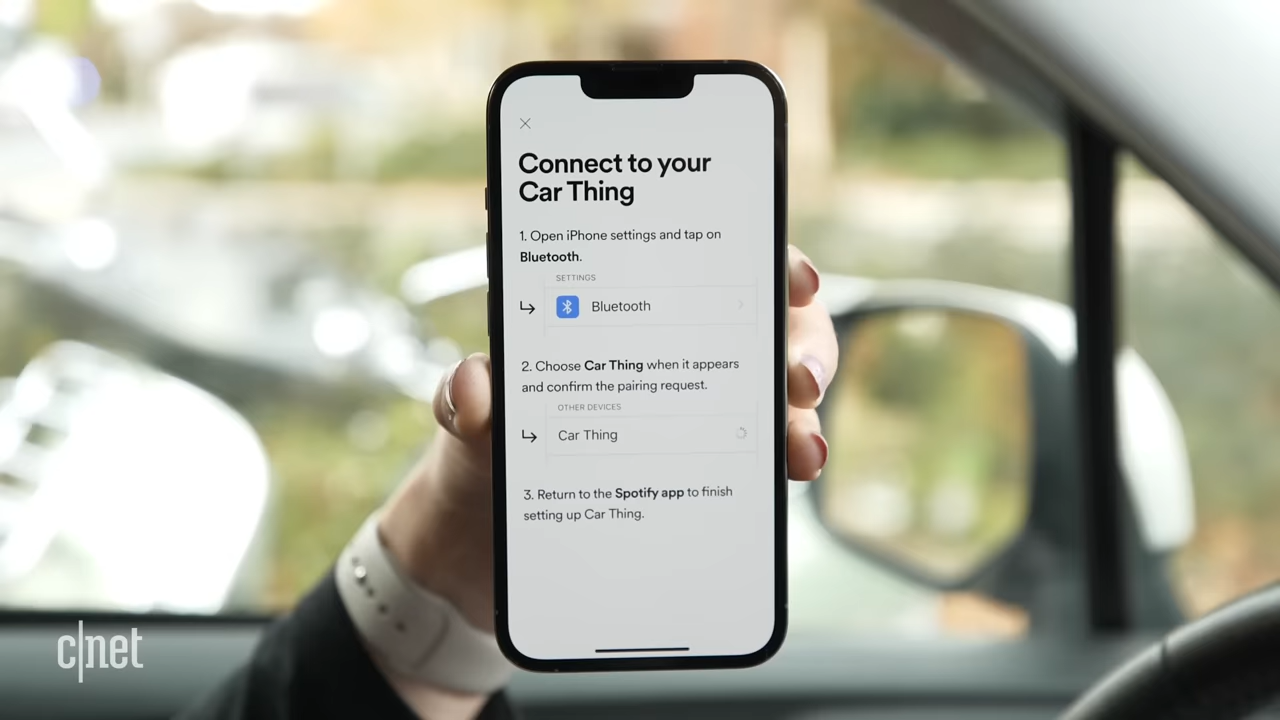 Connect to your
Car Thing
1. Open iPhone settings and tap on
Bluetooth.
SETTINGS
Bluetooth
2. Choose Car Thing when it appears
and confirm the pairing request.
OTHER DEVICES
Car Thing
3. Return to the Spotify app to finish
setting up Car Thing.
c|net